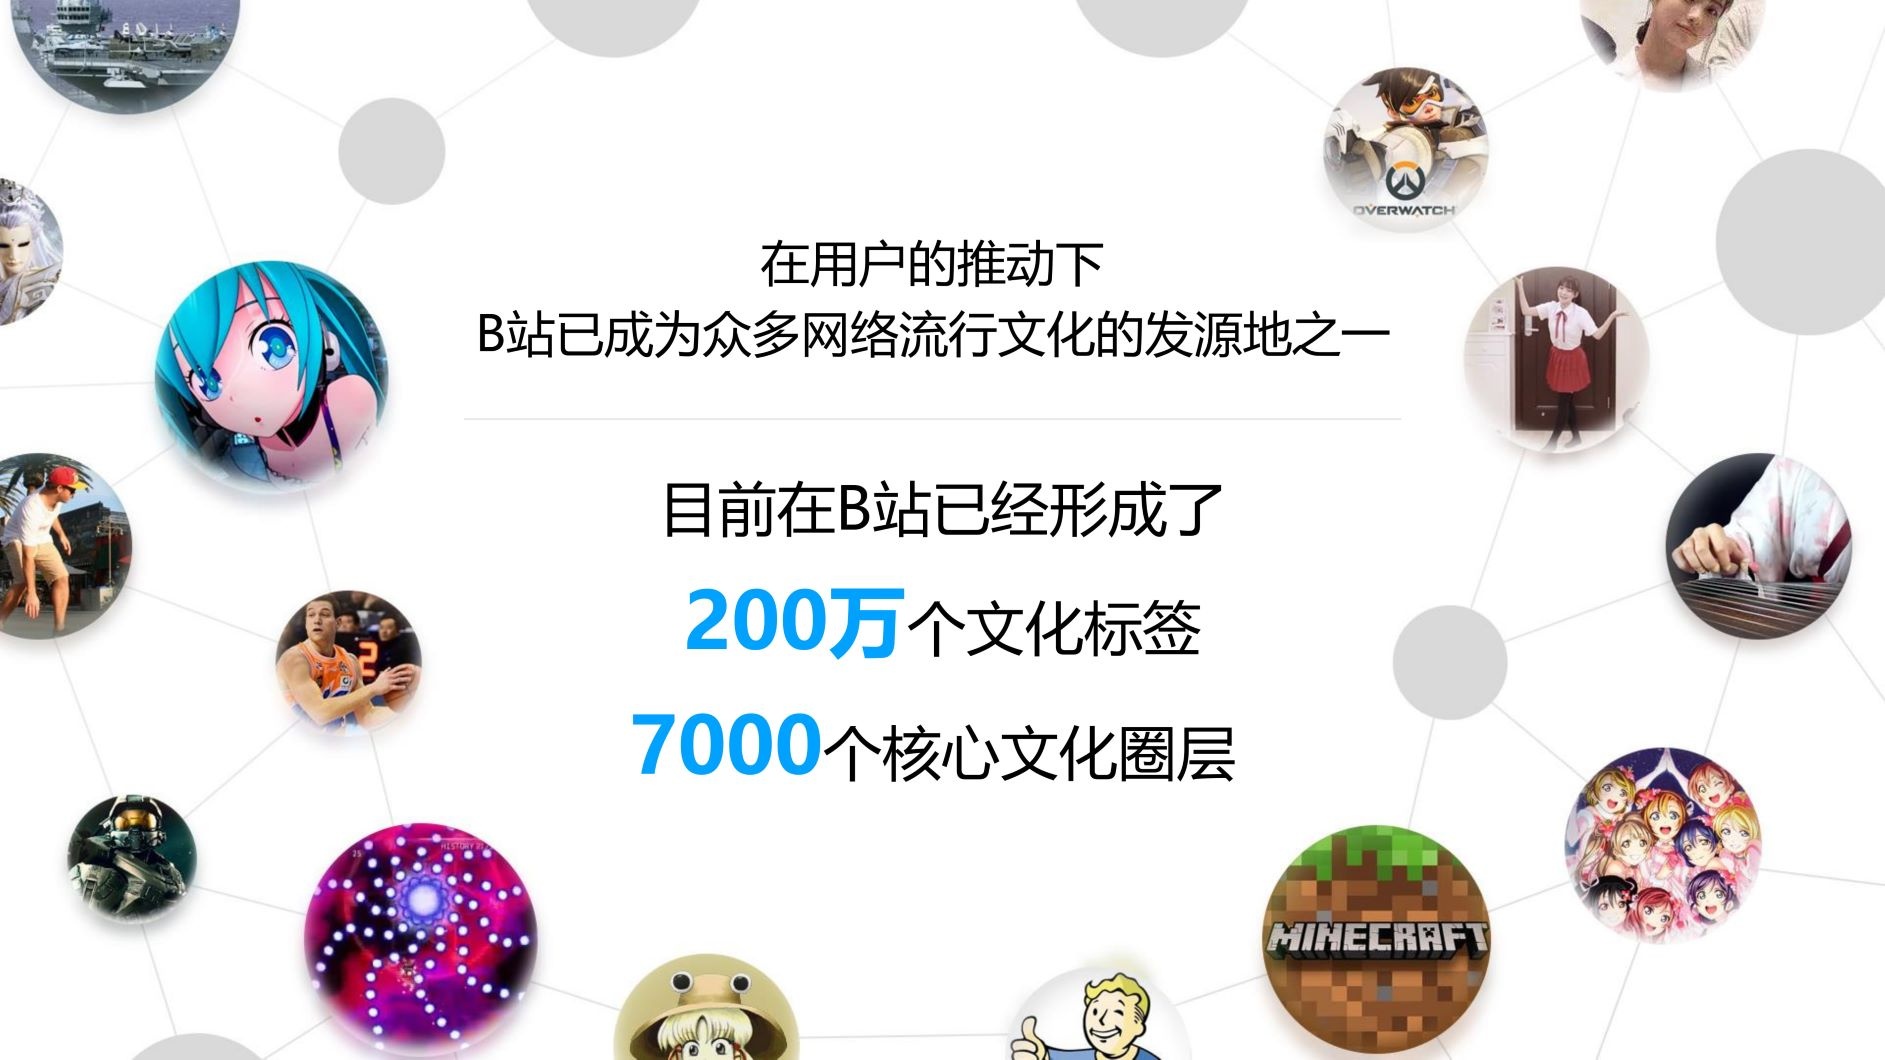 OVERWATCH
在用户的推动下
B站已成为众多网络流行文化的发源地之一
目前在B站已经形成了
200万个文化标签
7000个核心文化圈层
2
25
MINECRAFT